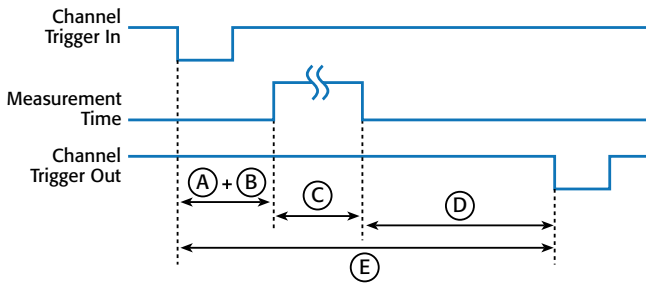 Channel
Trigger In
Measurement
Time
Channel
Trigger Out
A + B
C
D
E